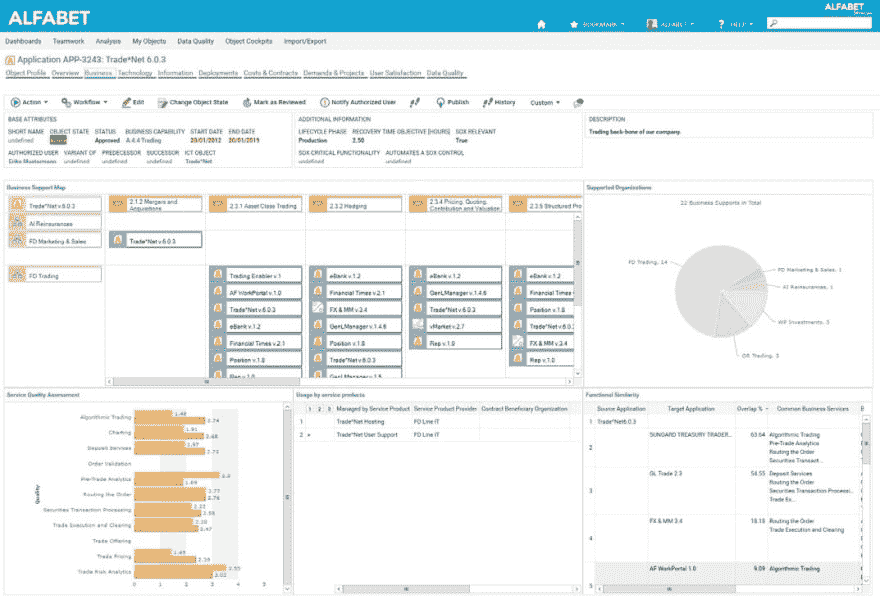 ALFABET
ALFABET
HELP
Dashboards Teamwork Analysis My Objects Data Quality Object Cockpits Import/Export
Application APP-3243: Trade*Net 6.0.3
Object Profile Overview Business Technology Information Deployments Costs & Contracts Demands & Projects User Satisfaction Data Quality
Action Workflow Edit Change Object State Mark as Reviewed Notify Authorized User Publish History Custom
BASE ATTRIBUTES
SHORT NAME OBJECT STATE STATUS BUSINESS CAPABILITY START DATE END DATE
undefined Approved A.4.4 Trading 20/01/2012 20/01/2019
AUTHORIZED USER VARIANT OF PREDECESSOR SUCCESSOR ICT OBJECT
Erika Mustermann undefined undefined undefined Trade*Net
ADDITIONAL INFORMATION
LIFECYCLE PHASE RECOVERY TIME OBJECTIVE [HOURS] SOX RELEVANT
Production 2.50 True
SOX CRITICAL FUNCTIONALITY AUTOMATES A SOX CONTROL
undefined undefined
DESCRIPTION
Trading back-bone of our company.
Business Support Map
Trade*Net v.6.0.3
2.1.2 Mergers and Acquisitions
2.3.1 Asset Class Trading
2.3.2 Hedging
2.3.4 Pricing, Quoting, Contribution and Valuation
2.3.5 Structured Pro
AI Reinsurances
FD Marketing & Sales
Trade*Net v.6.0.3
FD Trading
Trading Enabler v.1
AF WorkPortal v.1.0
Trade*Net v.6.0.3
eBank v.1.2
Financial Times v.2.1
Position v.1.8
Rep v.1.0
eBank v.1.2
Financial Times v.2.1
FX & MM v.3.4
GenLManager v.1.4.6
Position v.1.8
Trade*Net v.6.0.3
eBank v.1.2
GenLManager v.1.4.6
Trade*Net v.6.0.3
vMarket v.2.7
Rep v.1.0
eBank v.1.2
Financial Times
Position v.1.8
Trade*Net v.6.0.
FX & MM v.3.4
Rep v.1.0
Supported Organizations
22 Business Supports in Total
FD Trading, 14
FD Marketing & Sales, 1
AI Reinsurances, 1
WP Investments, 3
OR Trading, 3
Service Quality Assessment
Quality
Algorithmic Trading 1.48 2.74
Charting 1.91 2.68
Deposit Services 1.97 2.73
Order Validation
Pre-Trade Analytics 1.89
Routing the Order 2.77 2.76
Securities Transaction Processing 2.22 2.58
Trade Execution and Clearing 2.28 2.47
Trade Offering
Trade Pricing 1.45 2.38
Trade Risk Analytics 3.55 3.02
0 1 2 3 4 5
Usage by service products
1 2 3 Managed by Service Product Service Product Provider Contract Beneficiary Organization
1 Trade*Net Hosting FD Line IT
2 Trade*Net User Support FD Line IT
Functional Similarity
Source Application Target Application Overlap % Common Business Services
1 Trade*Net6.0.3
2 SUNGARD TREASURY TRADER... 63.64 Algorithmic Trading
Pre-Trade Analytics
Routing the Order
Securities Transact...
3 GL Trade 2.3 54.55 Deposit Services
Routing the Order
Securities Transaction Processi...
Trade Ex...
4 FX & MM 3.4 18.18 Routing the Order
Trade Execution and Clearing
5 AF WorkPortal 1.0 9.09 Algorithmic Trading